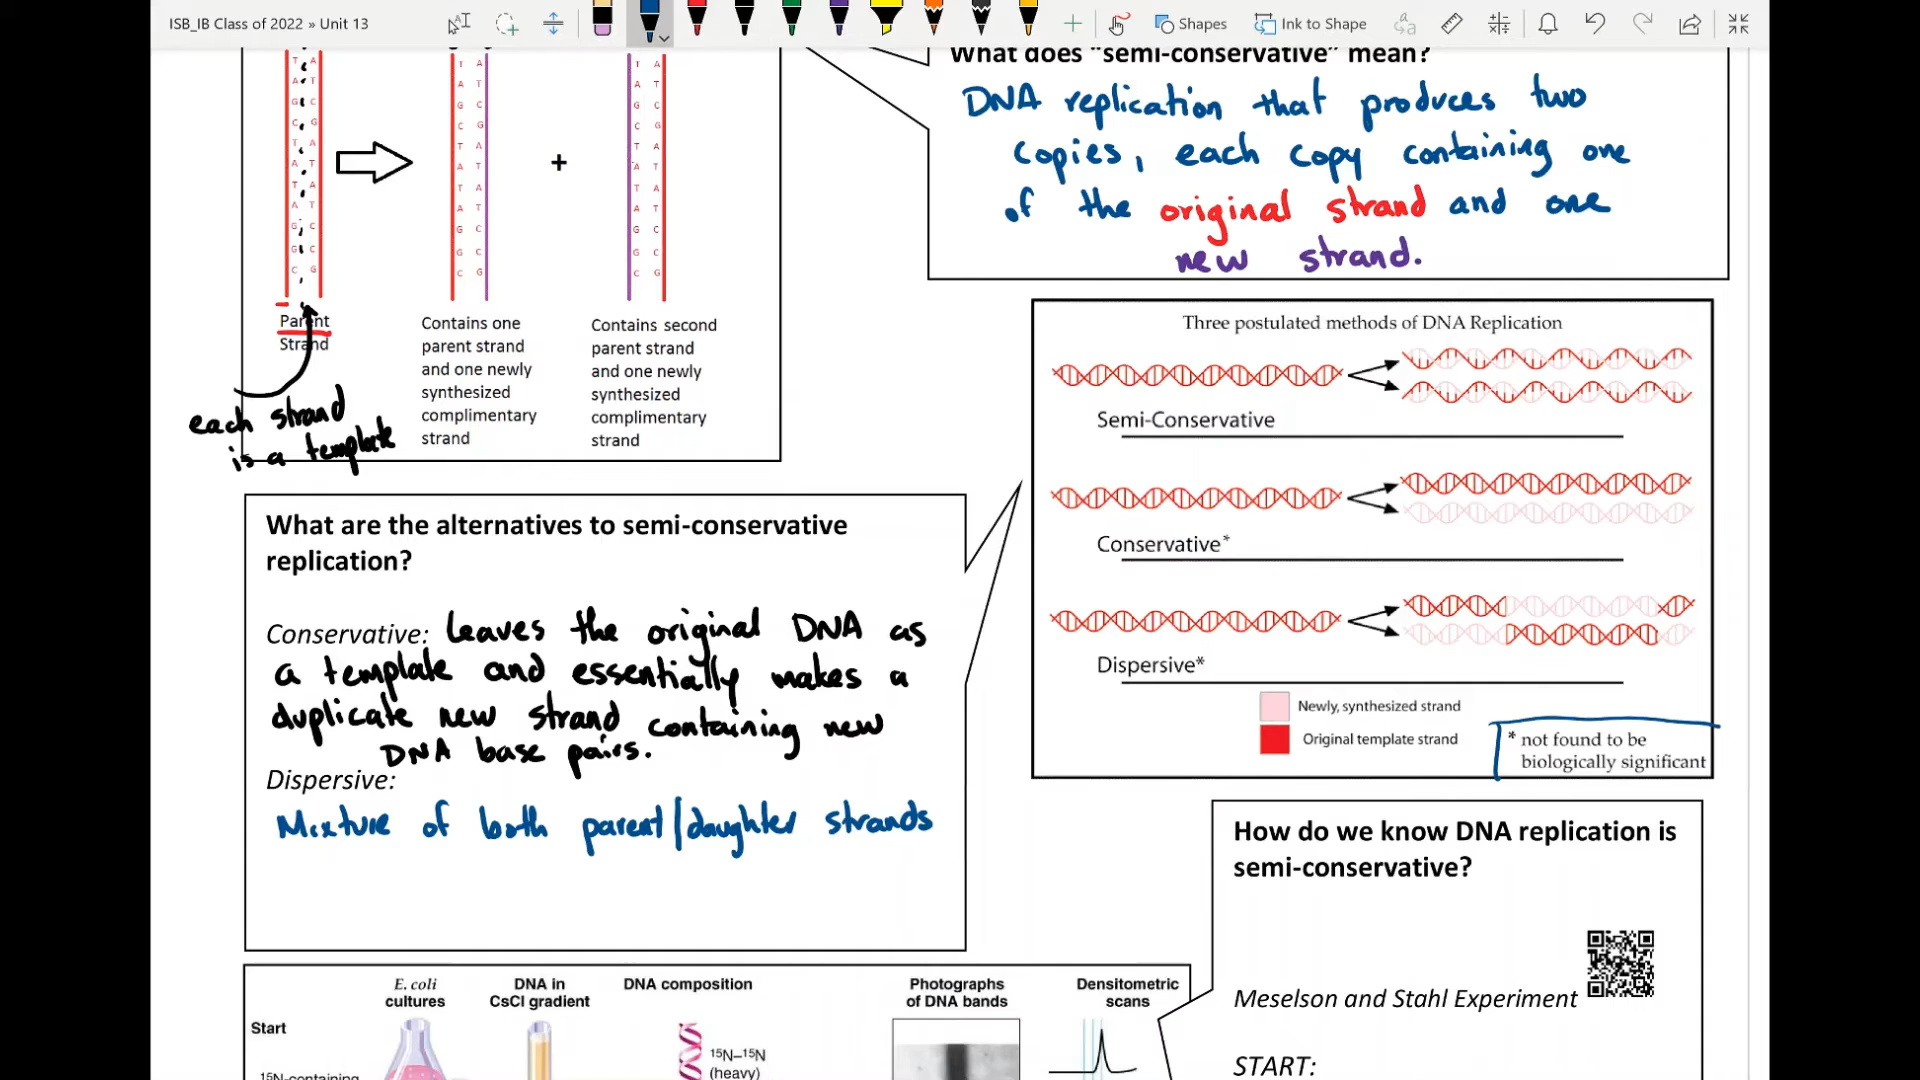 ISB_IB Class of 2022 » Unit 13
Shapes
Ink to Shape
What does "semi-conservative" mean?
DNA replication that produces two
copies, each copy containing one
of the original strand and one
new strand.
T A
A T
G C
C G
T A
A T
T A
A T
G C
G C
C G
T A
A T
G C
C G
T A
A T
T A
A T
G C
G C
C G
+
T A
A T
G C
C G
T A
A T
T A
A T
G C
G C
C G
Parent
Strand
Contains one
parent strand
and one newly
synthesized
complimentary
strand
Contains second
parent strand
and one newly
synthesized
complimentary
strand
each strand
is a template
Three postulated methods of DNA Replication
Semi-Conservative
Conservative*
Dispersive*
Newly, synthesized strand
Original template strand
* not found to be
biologically significant
What are the alternatives to semi-conservative
replication?
Conservative: leaves the original DNA as
a template and essentially makes a
duplicate new strand containing new
DNA base pairs.
Dispersive:
Mixture of both parent/daughter strands
How do we know DNA replication is
semi-conservative?
Meselson and Stahl Experiment
START:
E. coli
cultures
DNA in
CsCl gradient
DNA composition
Photographs
of DNA bands
Densitometric
scans
Start
15N-containing
15N–15N
(heavy)